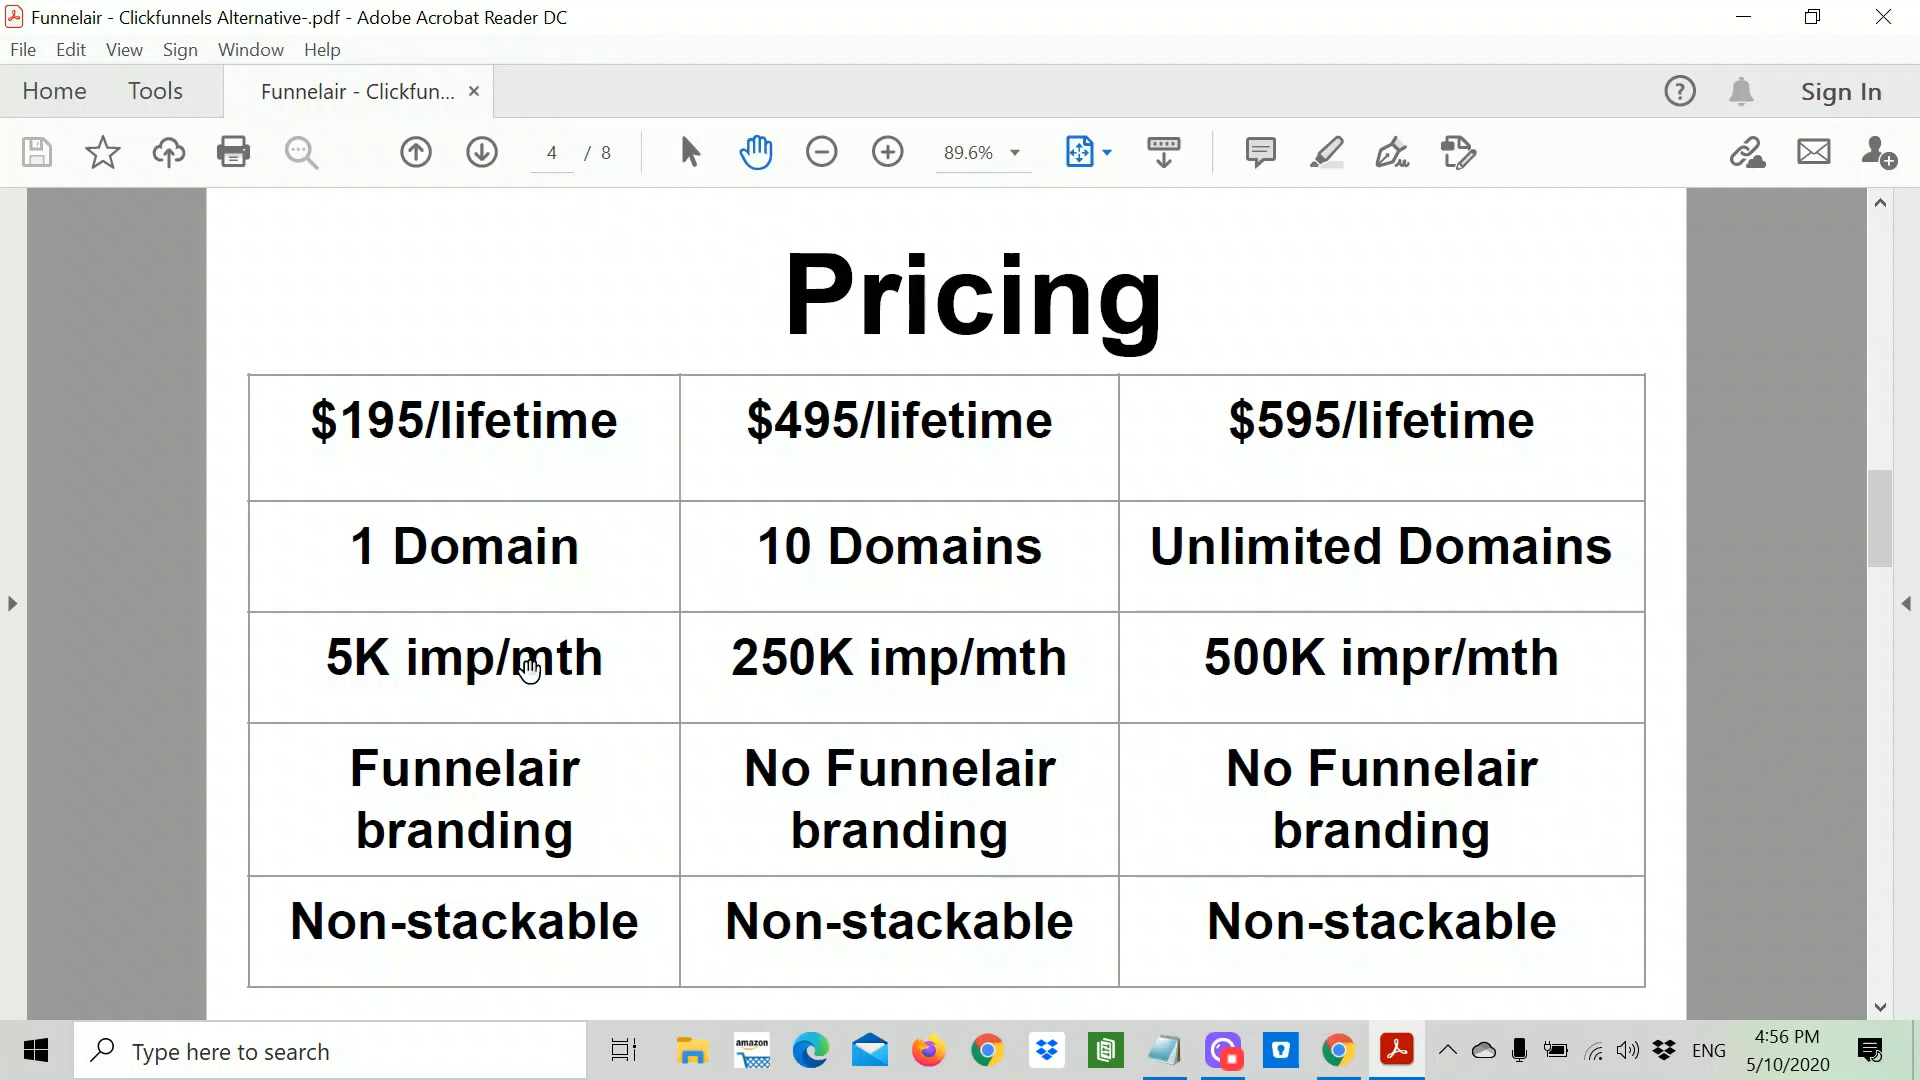 Funnelair - Clickfunnels Alternative-.pdf - Adobe Acrobat Reader DC
File Edit View Sign Window Help
Home Tools Funnelair - Clickfun... Sign In
4 / 8 89.6%
Pricing
$195/lifetime $495/lifetime $595/lifetime
1 Domain 10 Domains Unlimited Domains
5K imp/mth 250K imp/mth 500K impr/mth
Funnelair No Funnelair No Funnelair
branding branding branding
Non-stackable Non-stackable Non-stackable
Type here to search amazon ENG 4:56 PM
5/10/2020